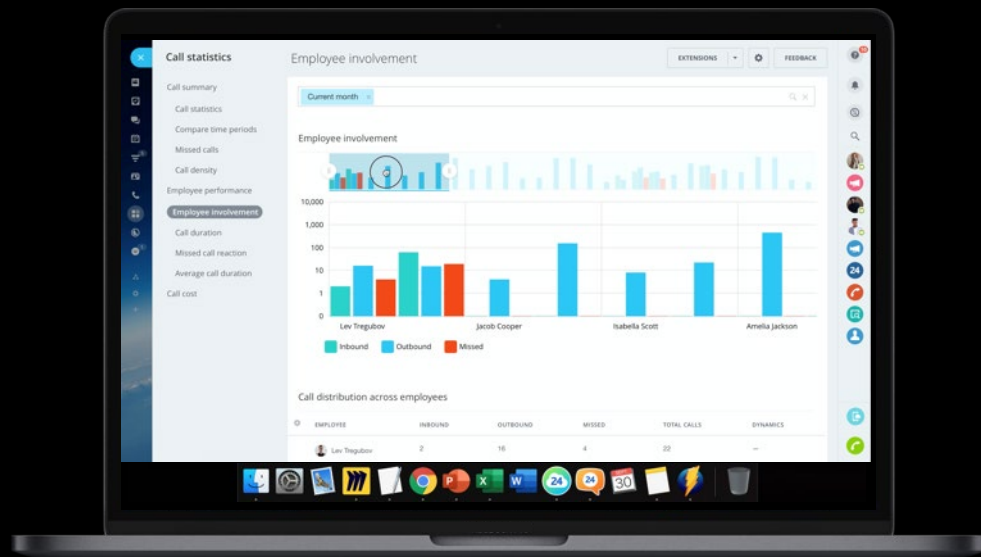 Call statistics
Call summary
Call statistics
Compare time periods
Missed calls
Call density
Employee performance
Employee involvement
Call duration
Missed call reaction
Average call duration
Call cost
Employee involvement
EXTENSIONS
FEEDBACK
Current month
Employee involvement
10,000
1,000
100
10
1
0
Lev Tregubov
Jacob Cooper
Isabella Scott
Amelia Jackson
Inbound
Outbound
Missed
Call distribution across employees
EMPLOYEE INBOUND OUTBOUND MISSED TOTAL CALLS DYNAMICS
Lev Tregubov 2 16 4 22 —
24
P X W 24 24 30